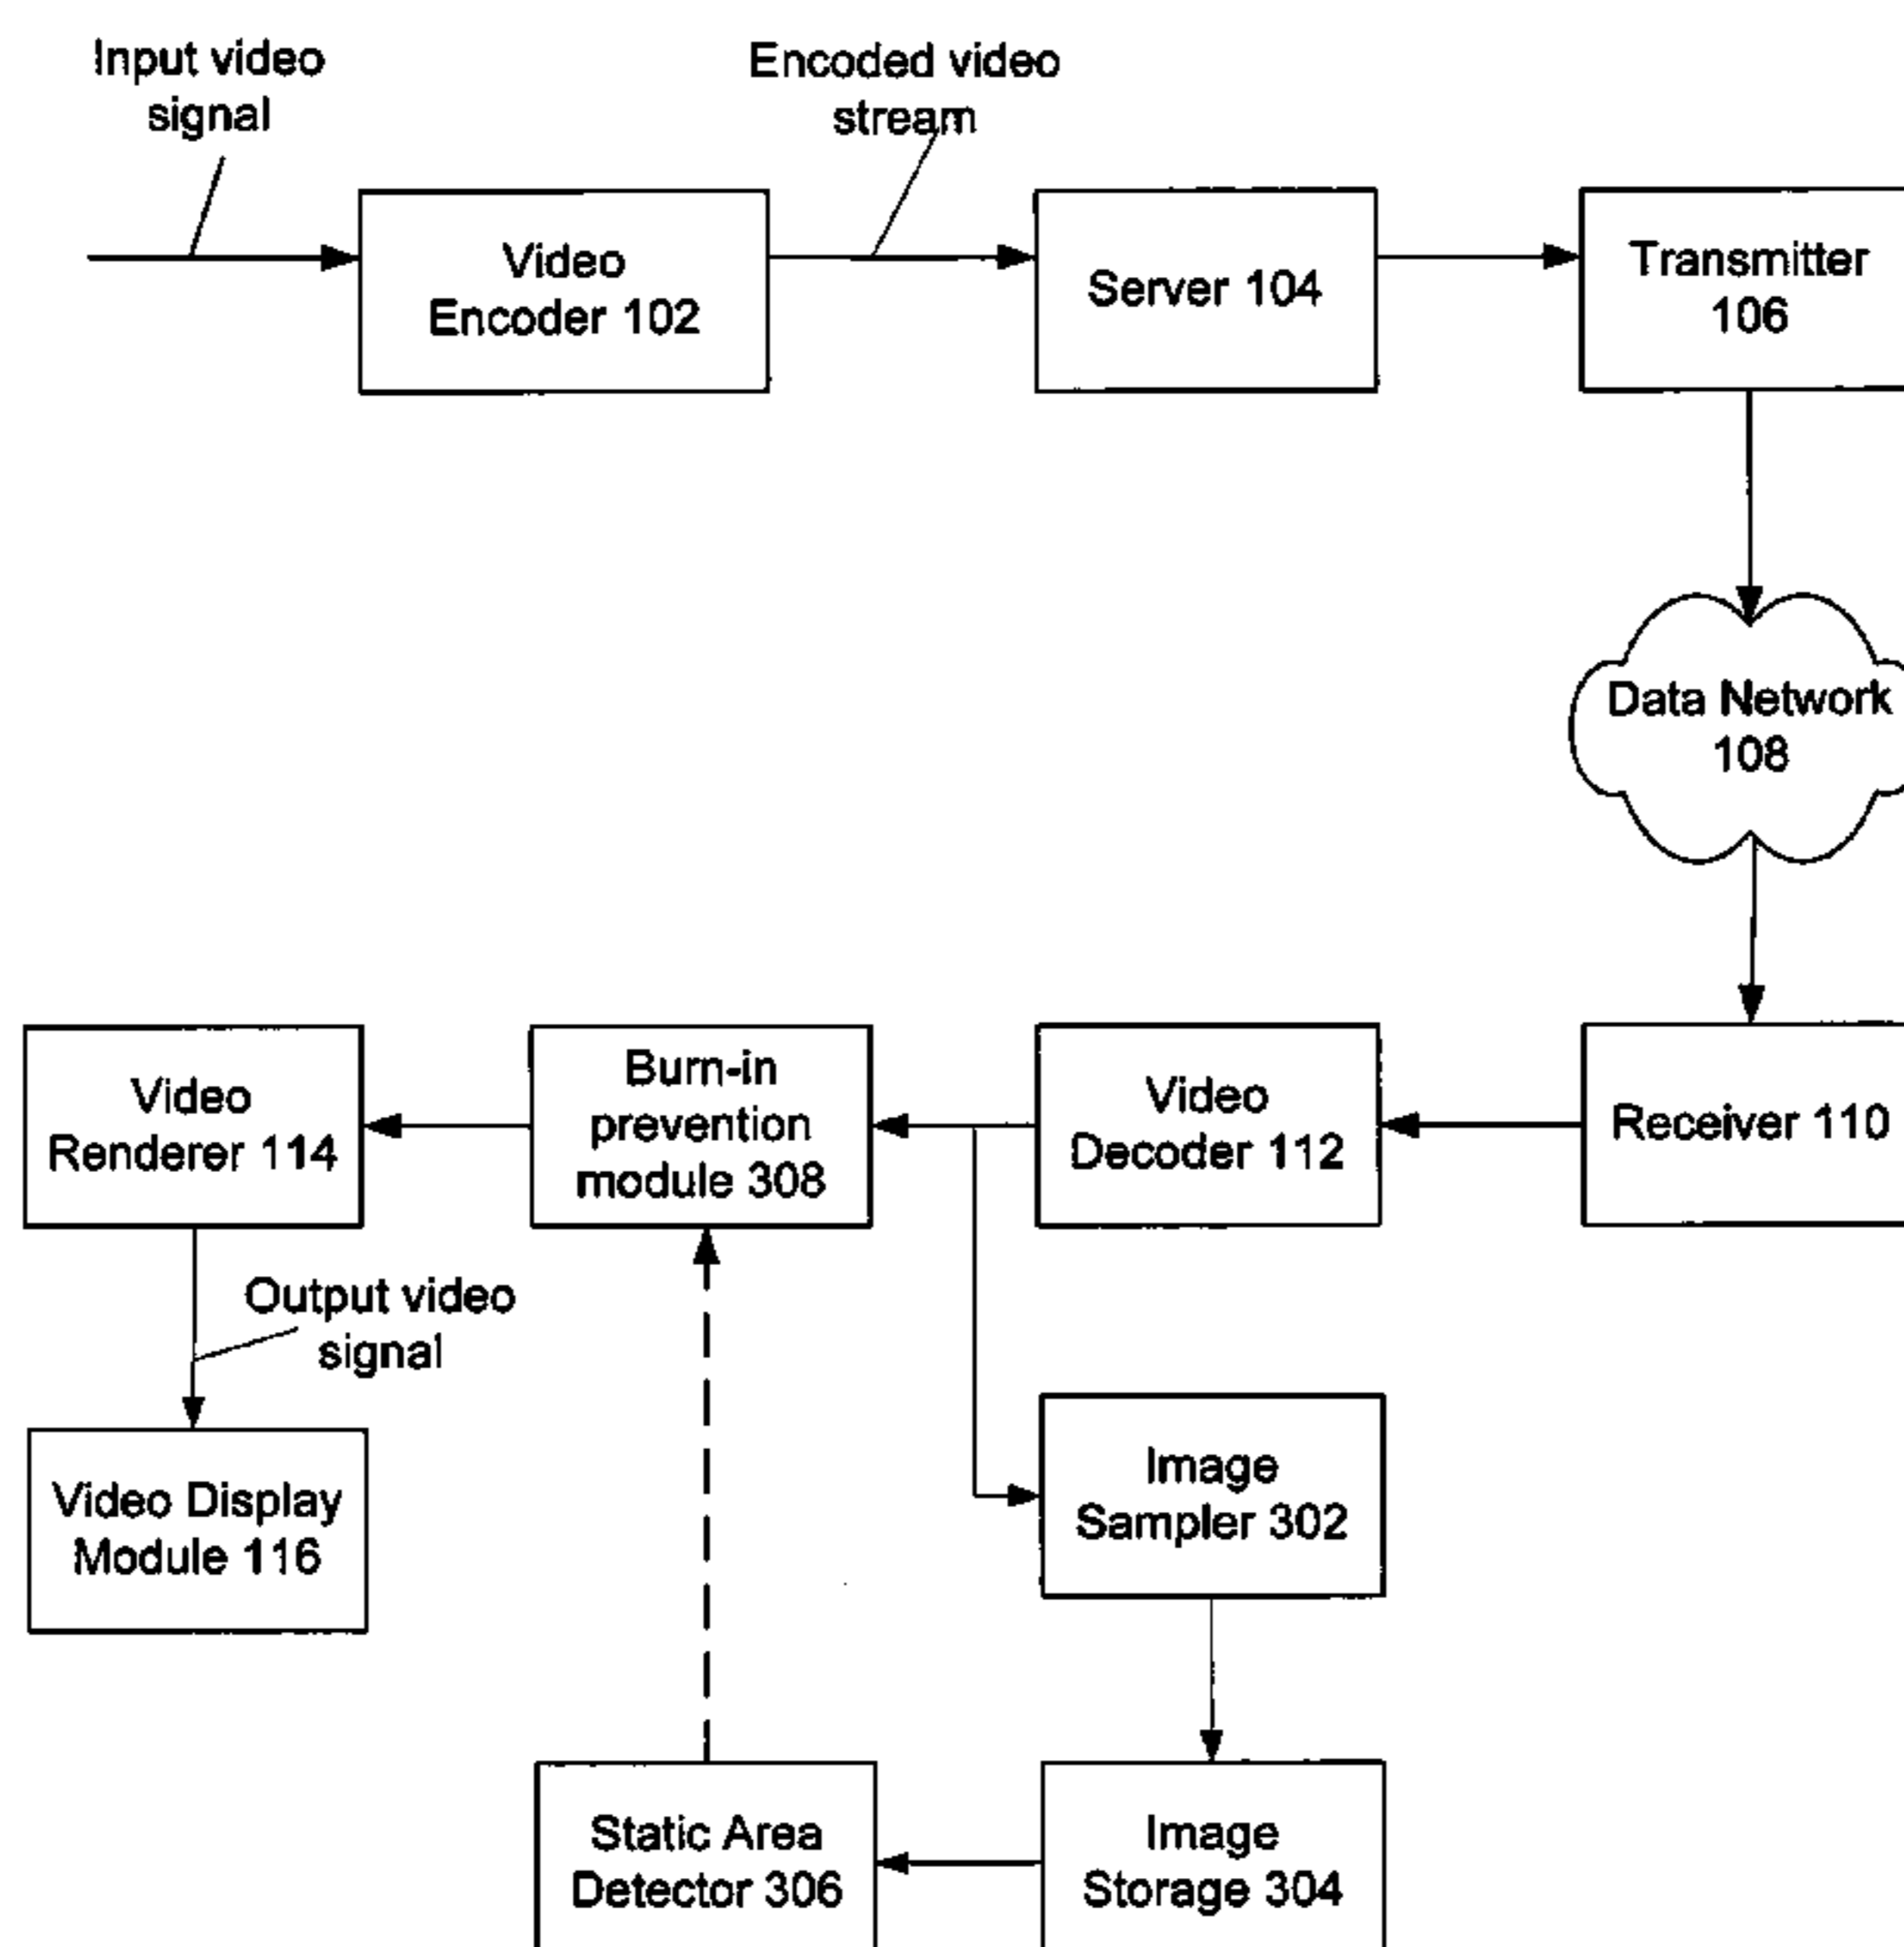 Input video
signal
Encoded video
stream
Video
Encoder 102
Server 104
Transmitter
106
Data Network
108
Video
Renderer 114
Burn-in
prevention
module 308
Video
Decoder 112
Receiver 110
Output video
signal
Video Display
Module 116
Image
Sampler 302
Static Area
Detector 306
Image
Storage 304